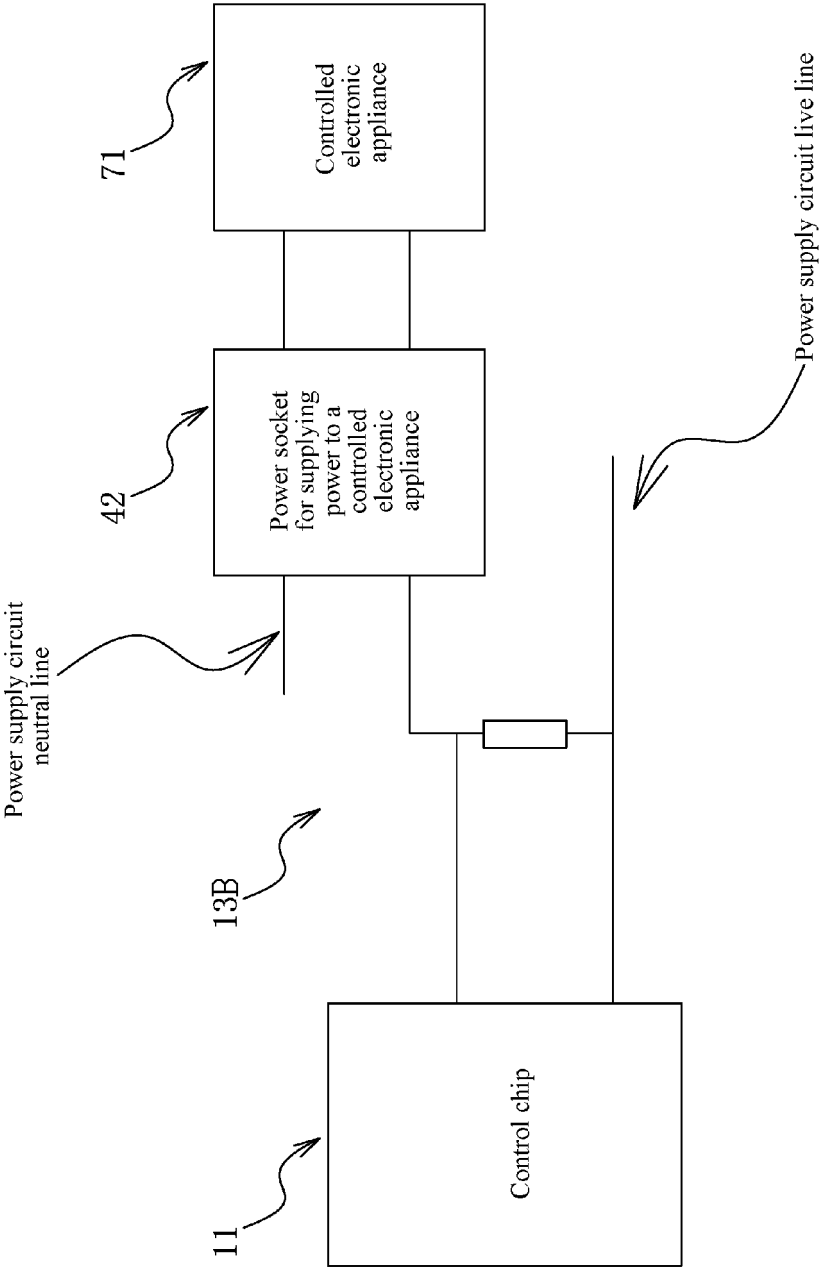 71
Controlled
electronic
appliance
42
Power socket
for supplying
power to a
controlled
electronic
appliance
Power supply circuit live line
Power supply circuit
neutral line
13B
11
Control chip